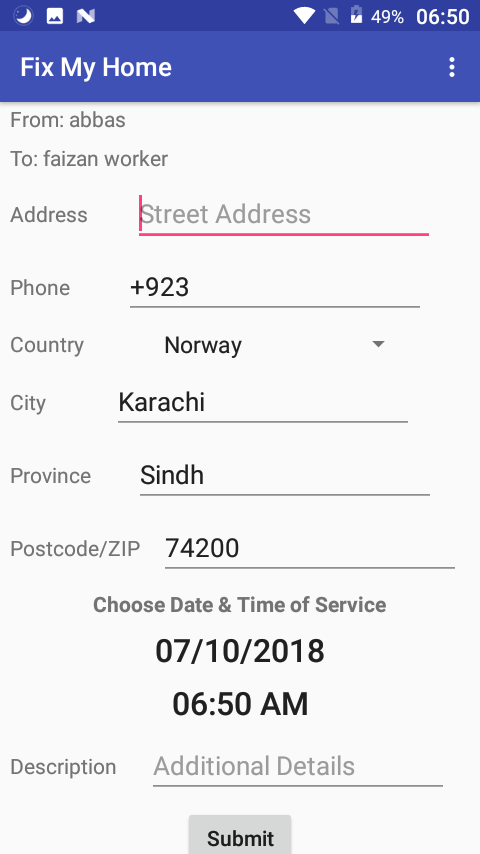 49% 06:50
Fix My Home
From: abbas
To: faizan worker
Address Street Address
Phone +923
Country Norway
City Karachi
Province Sindh
Postcode/ZIP 74200
Choose Date & Time of Service
07/10/2018
06:50 AM
Description Additional Details
Submit